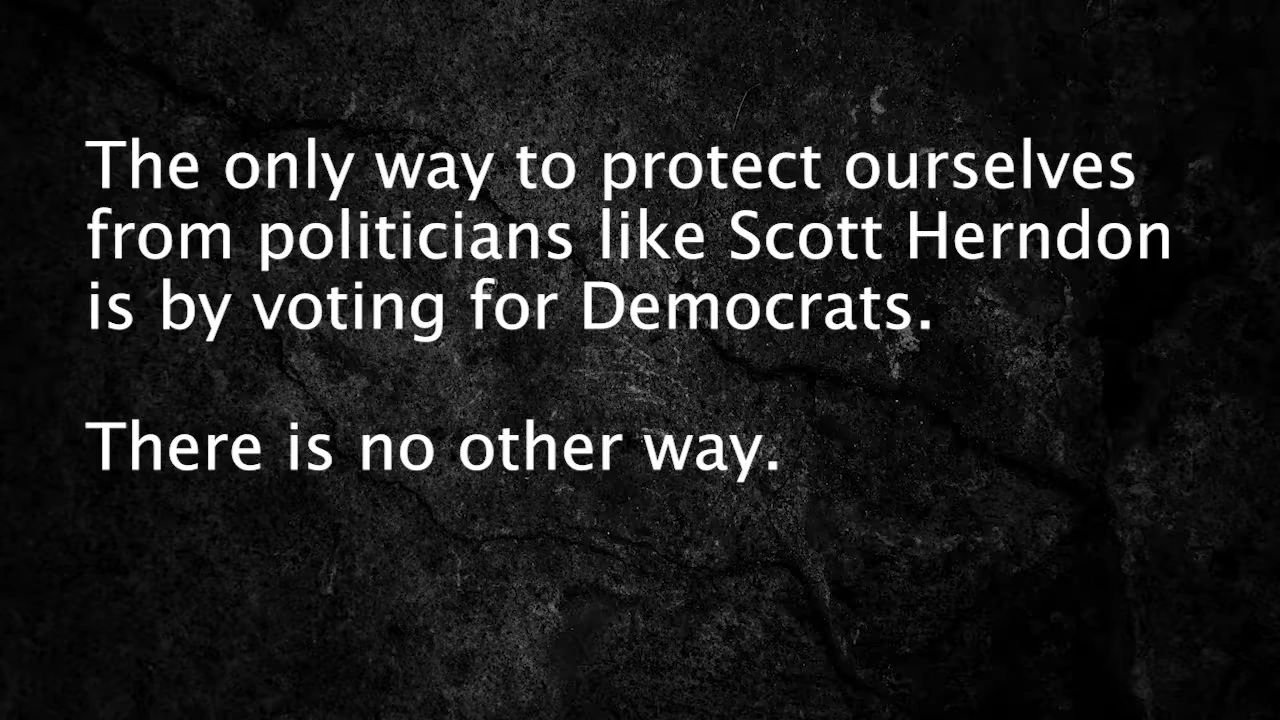 The only way to protect ourselves
from politicians like Scott Herndon
is by voting for Democrats.
There is no other way.